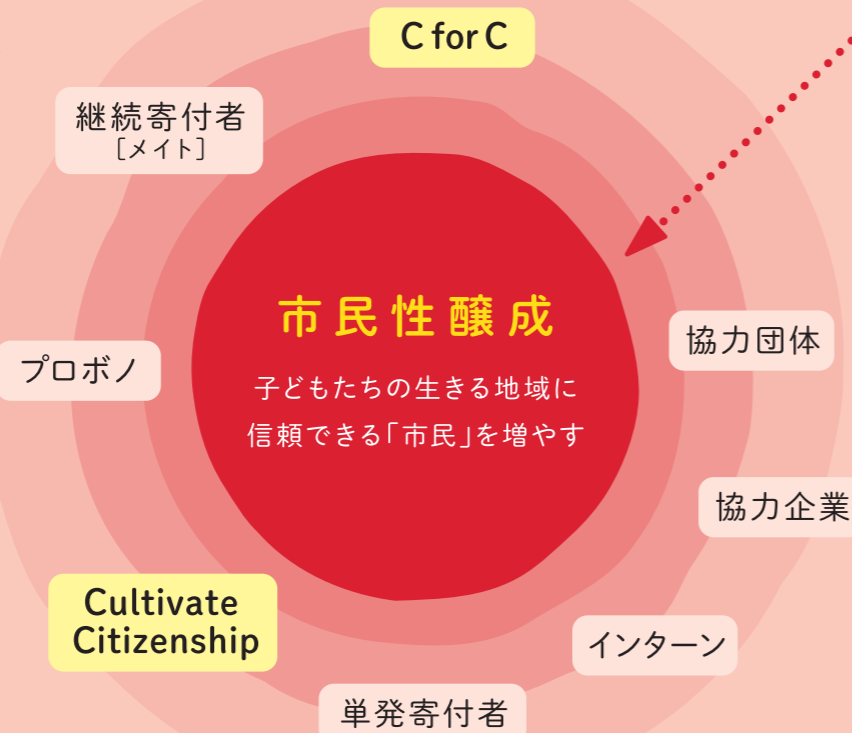 C for C
継続寄付者
［メイト］
市民性醸成
子どもたちの生きる地域に
信頼できる「市民」を増やす
協力団体
プロボノ
協力企業
Cultivate
Citizenship
インターン
単発寄付者